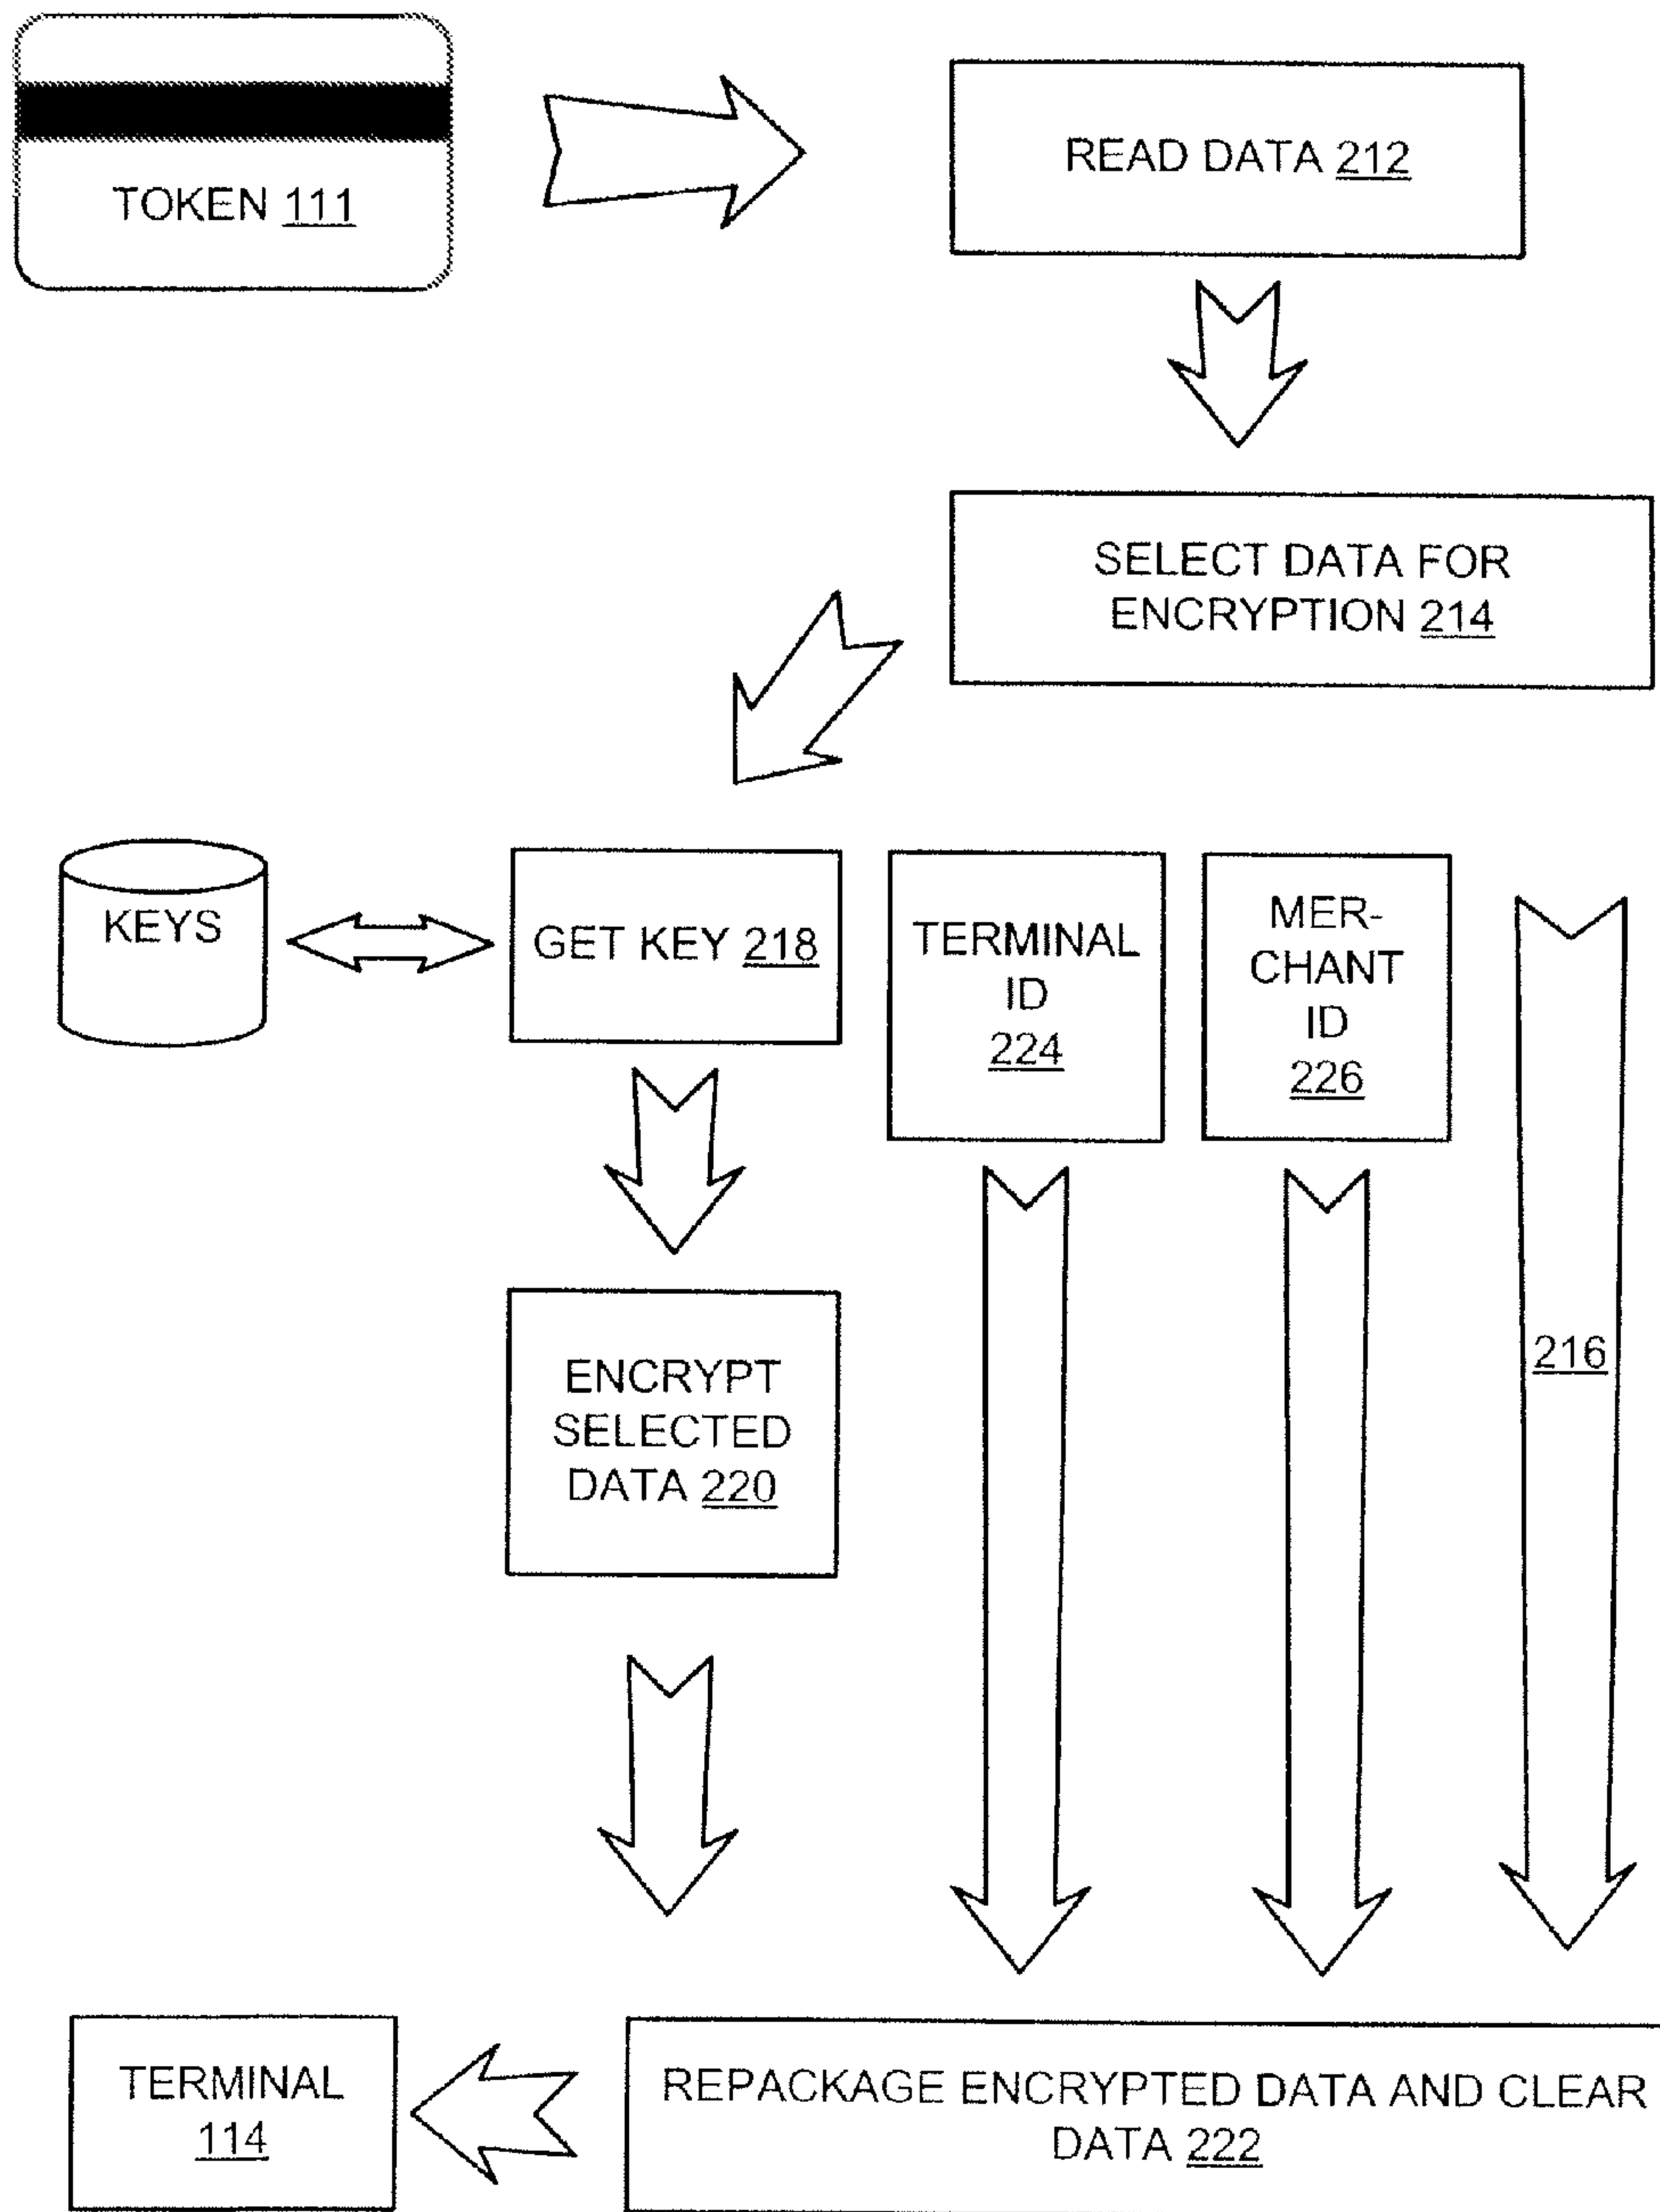 TOKEN 111
READ DATA 212
SELECT DATA FOR
ENCRYPTION 214
KEYS
GET KEY 218
TERMINAL
ID
224
MER-
CHANT
ID
226
216
ENCRYPT
SELECTED
DATA 220
TERMINAL
114
REPACKAGE ENCRYPTED DATA AND CLEAR
DATA 222